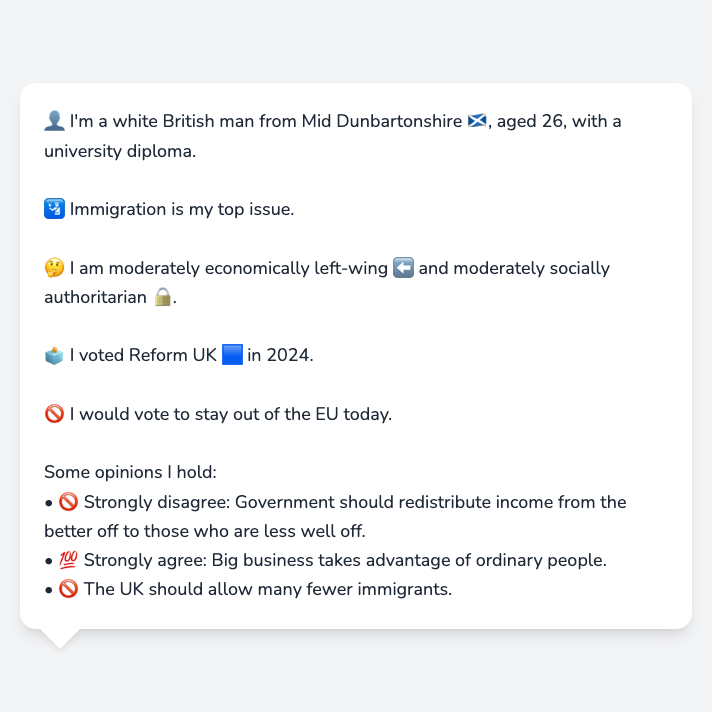 👤 I'm a white British man from Mid Dunbartonshire 🏴󠁧󠁢󠁳󠁣󠁴󠁿, aged 26, with a
university diploma.
🛂 Immigration is my top issue.
🤔 I am moderately economically left-wing ⬅️ and moderately socially
authoritarian 🔒.
🗳️ I voted Reform UK 🟦 in 2024.
🚫 I would vote to stay out of the EU today.
Some opinions I hold:
• 🚫 Strongly disagree: Government should redistribute income from the
better off to those who are less well off.
• 💯 Strongly agree: Big business takes advantage of ordinary people.
• 🚫 The UK should allow many fewer immigrants.